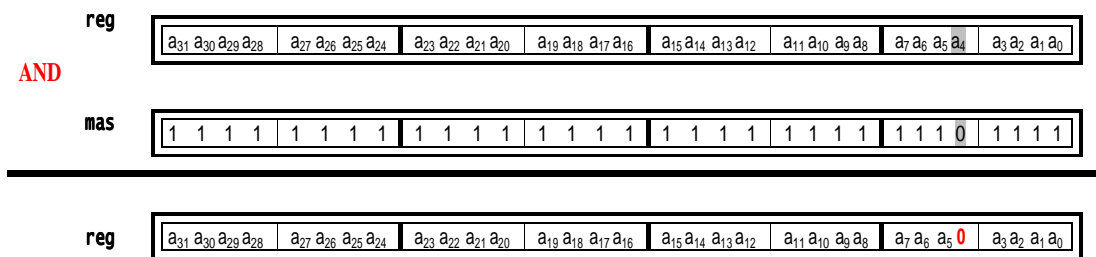 reg
a31 a30 a29 a28 a27 a26 a25 a24 a23 a22 a21 a20 a19 a18 a17 a16 a15 a14 a13 a12 a11 a10 a9 a8 a7 a6 a5 a4 a3 a2 a1 a0
AND
mas
1 1 1 1 1 1 1 1 1 1 1 1 1 1 1 1 1 1 1 1 1 1 1 1 1 1 1 0 1 1 1 1
reg
a31 a30 a29 a28 a27 a26 a25 a24 a23 a22 a21 a20 a19 a18 a17 a16 a15 a14 a13 a12 a11 a10 a9 a8 a7 a6 a5 0 a3 a2 a1 a0